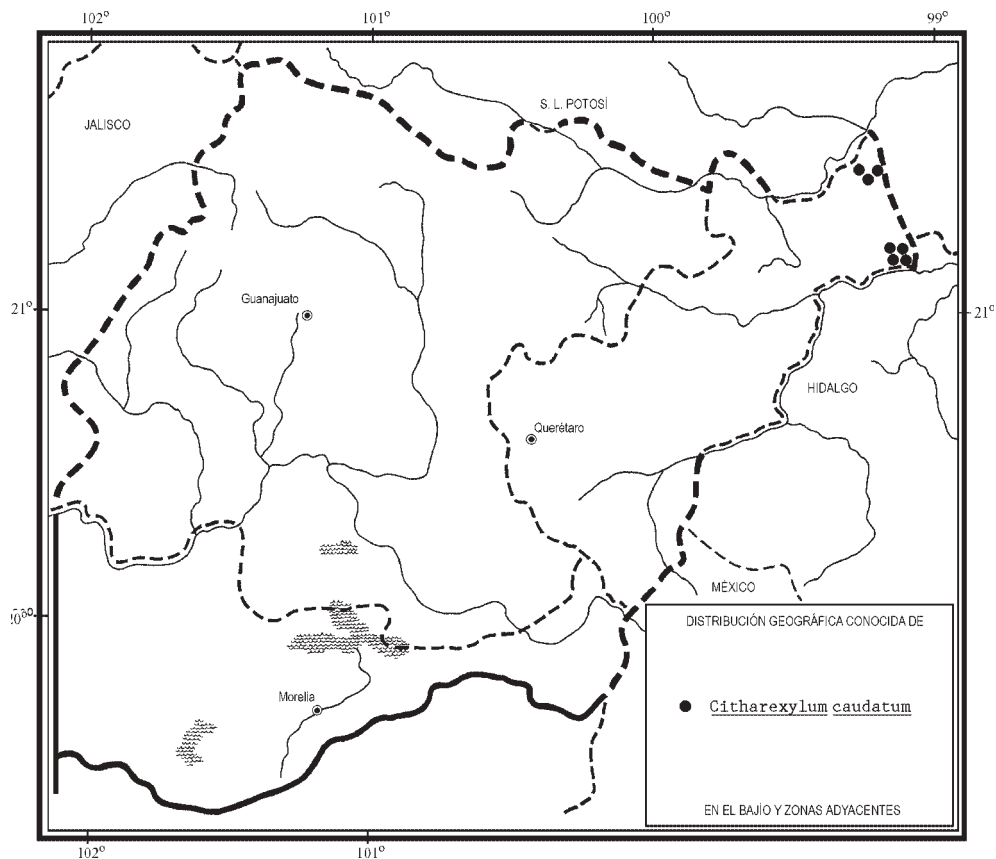 102° 101° 100° 99°
S. L. POTOSÍ
JALISCO
Guanajuato
21° 21°
HIDALGO
Querétaro
MÉXICO
20°
DISTRIBUCIÓN GEOGRÁFICA CONOCIDA DE
Morelia
Citharexylum caudatum
EN EL BAJÍO Y ZONAS ADYACENTES
102° 101°